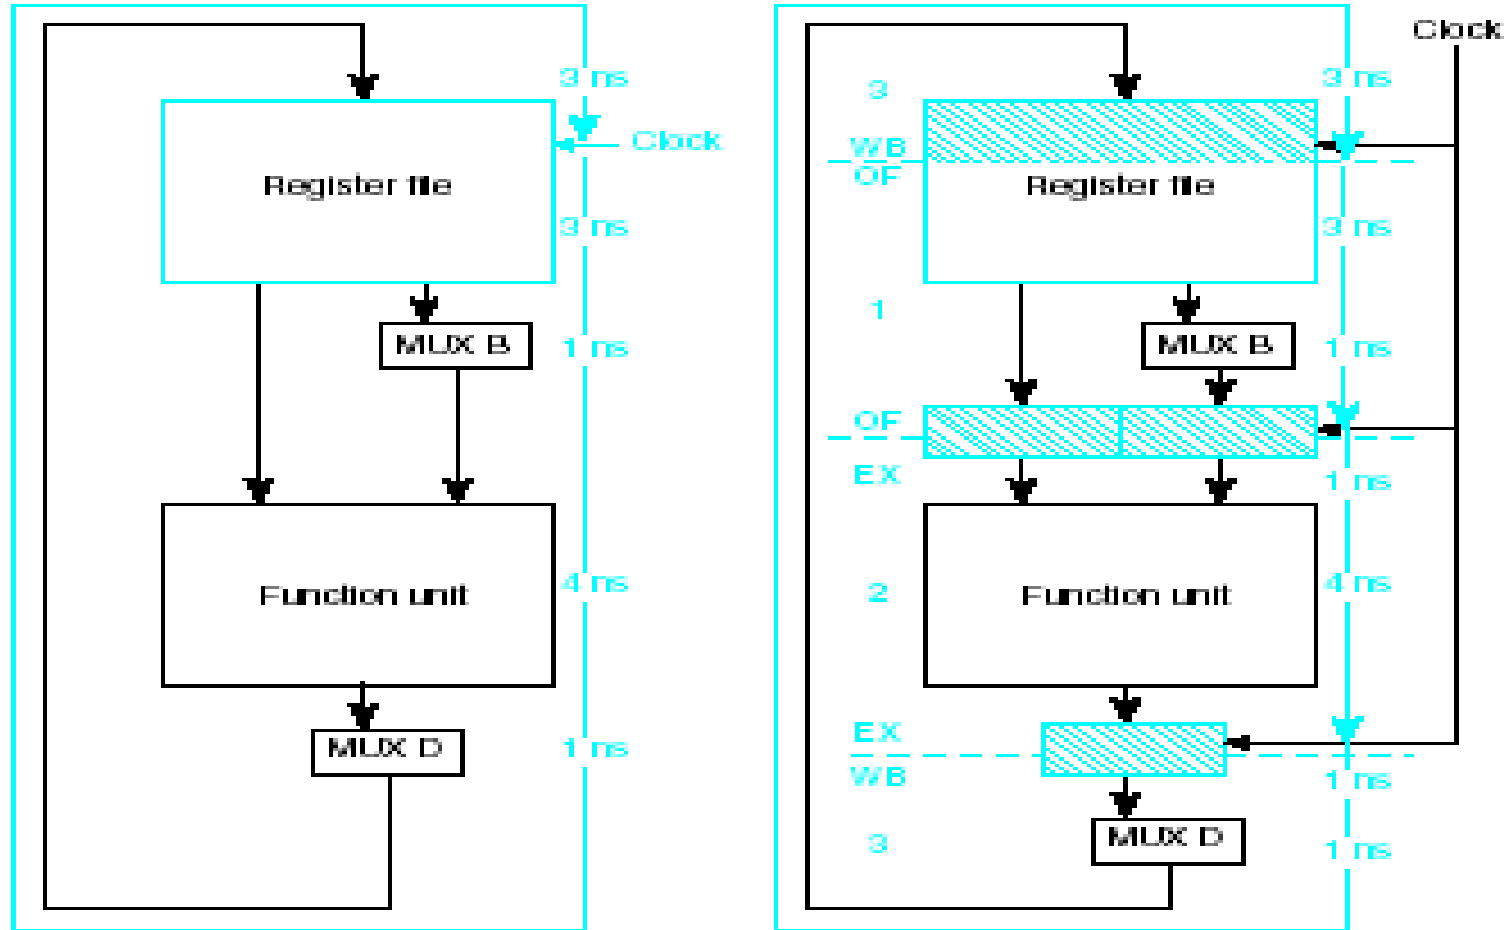 3 ns
Clock
Register file
3 ns
MUX B
1 ns
Function unit
4 ns
MUX D
1 ns
Clock
3
3 ns
WB
OF
Register file
3 ns
1
MUX B
1 ns
OF
EX
1 ns
2
Function unit
4 ns
EX
WB
1 ns
MUX D
3
1 ns